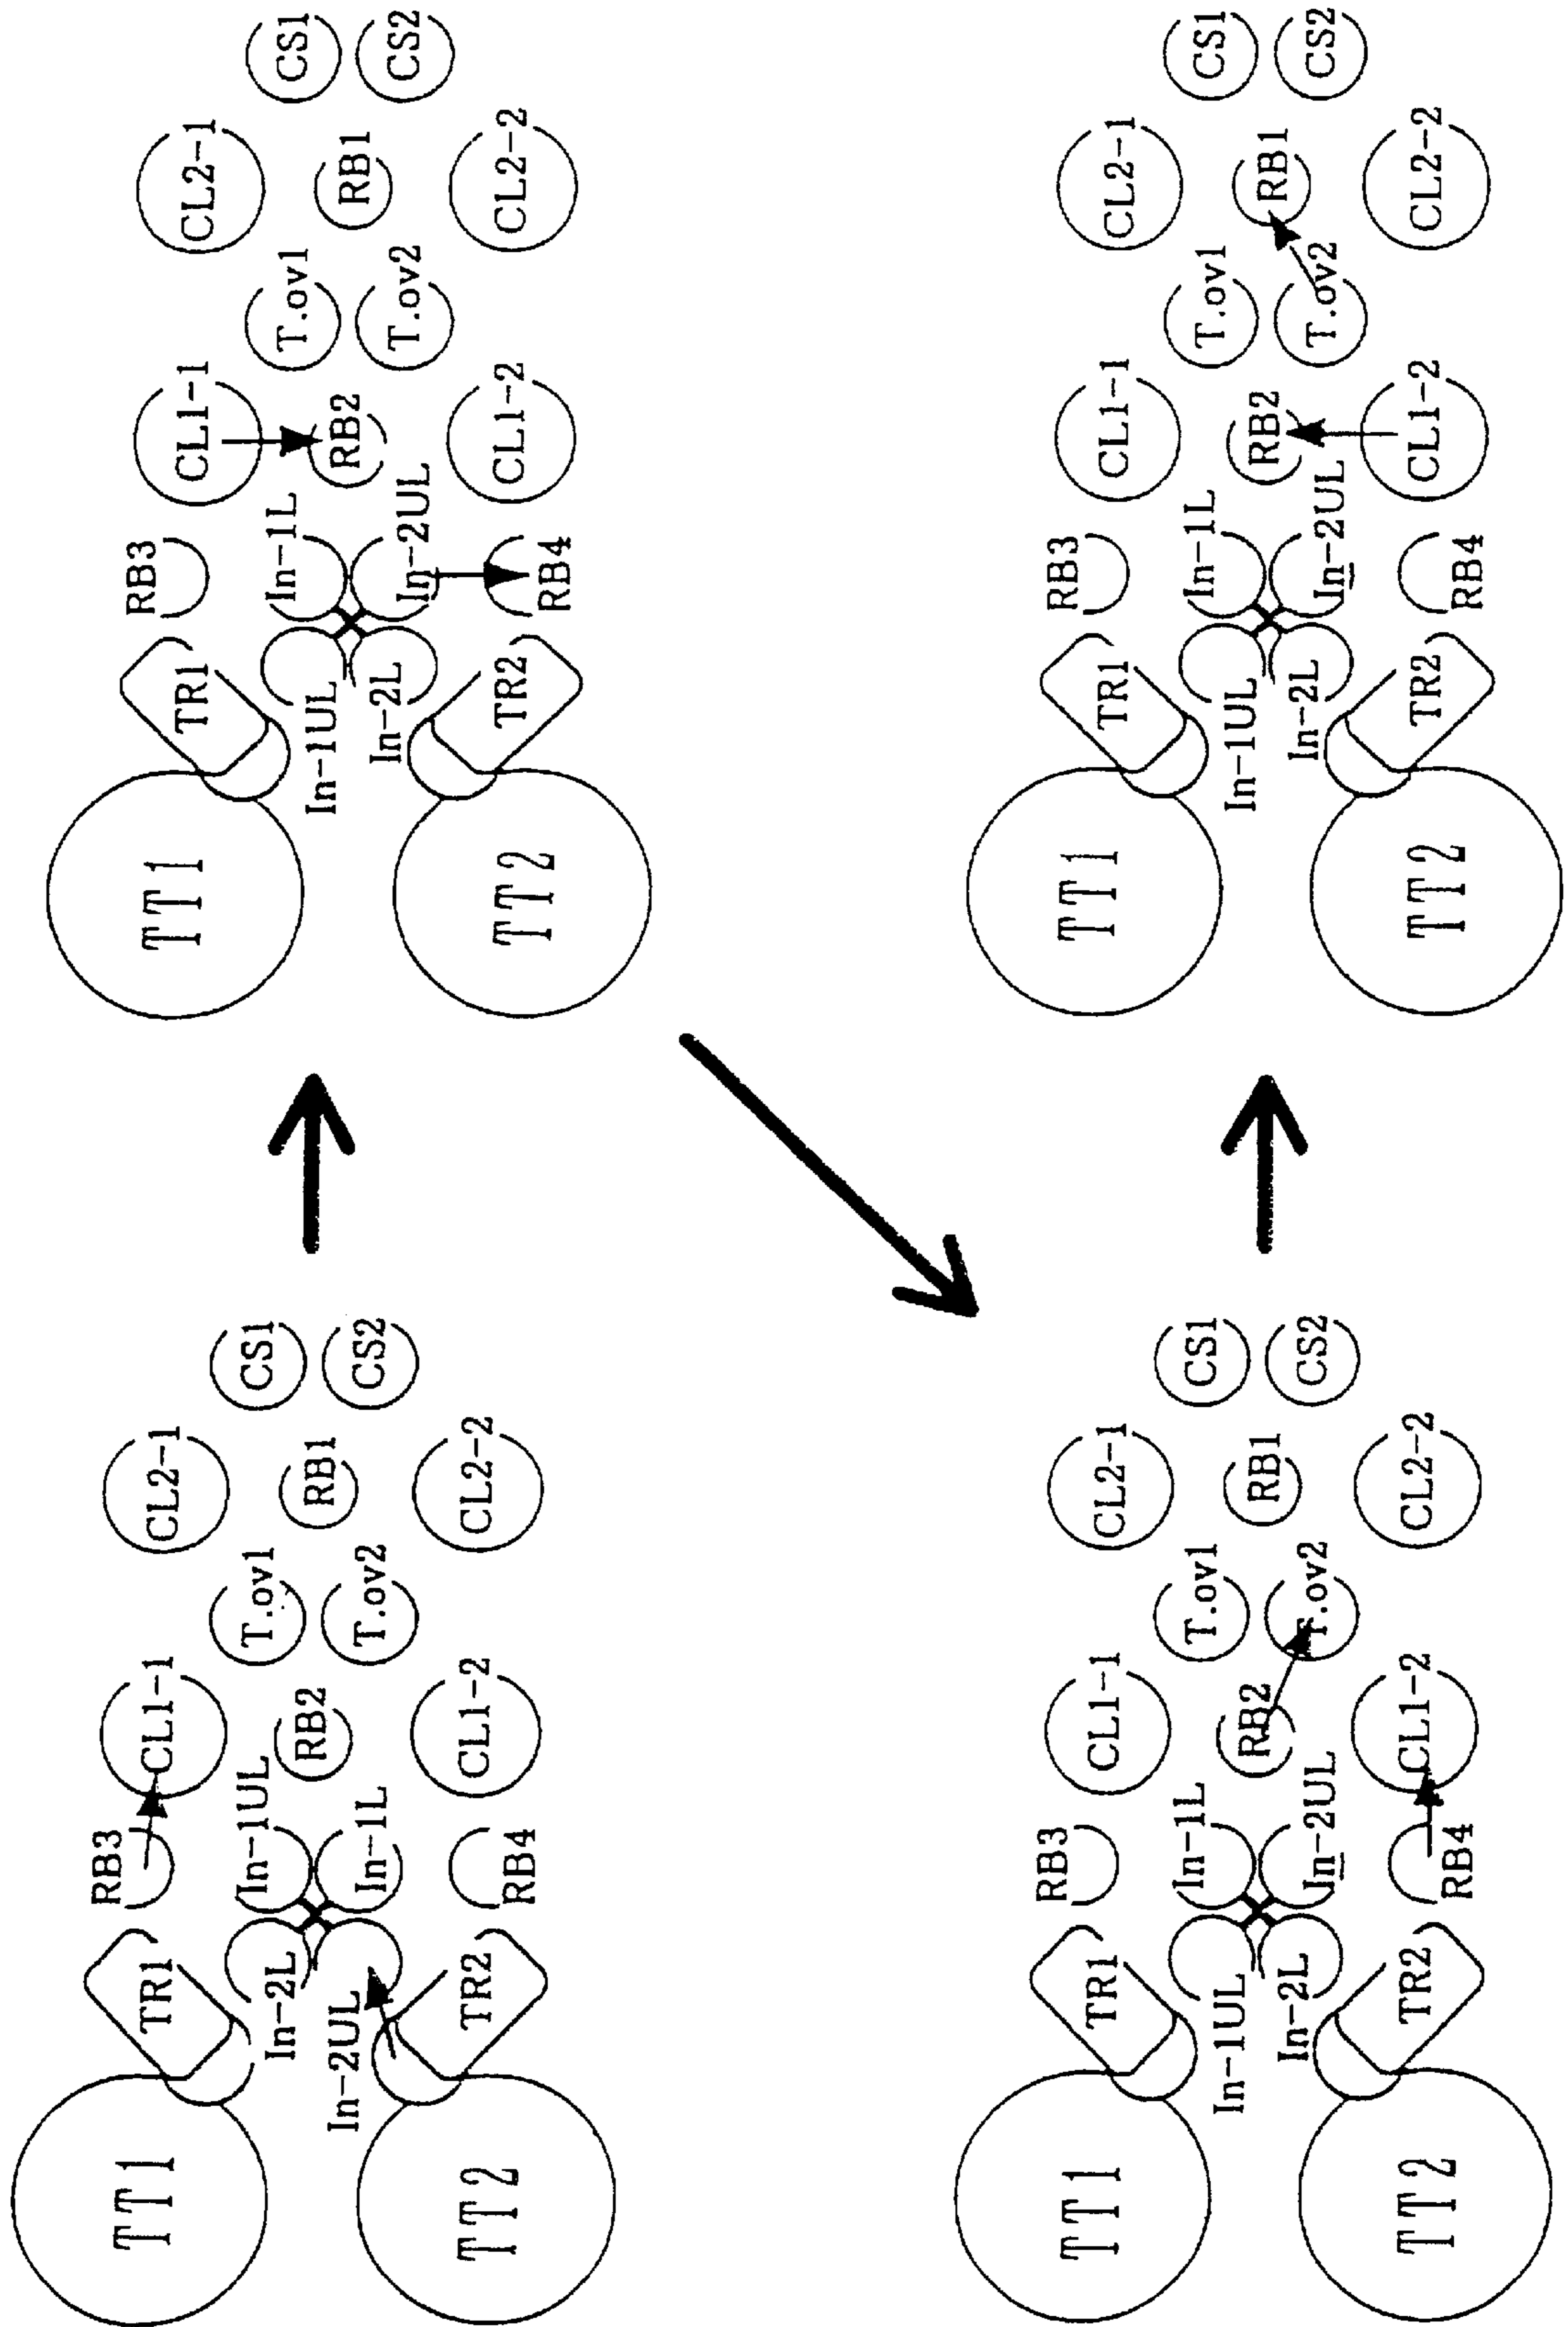 TT1
TR1
RB3
CL1-1
CL2-1
In-2L
In-1UL
T.ov1
CS1
RB2
RB1
In-2UL
In-1L
T.ov2
CS2
TT2
TR2
RB4
CL1-2
CL2-2
TT1
TR1
RB3
CL1-1
CL2-1
In-1UL
In-1L
T.ov1
CS1
RB2
RB1
In-2L
In-2UL
T.ov2
CS2
TT2
TR2
RB4
CL1-2
CL2-2
TT1
TR1
RB3
CL1-1
CL2-1
In-1UL
In-1L
T.ov1
CS1
RB2
RB1
In-2L
In-2UL
T.ov2
CS2
TT2
TR2
RB4
CL1-2
CL2-2
TT1
TR1
RB3
CL1-1
CL2-1
In-1UL
In-1L
T.ov1
CS1
RB2
RB1
In-2L
In-2UL
T.ov2
CS2
TT2
TR2
RB4
CL1-2
CL2-2